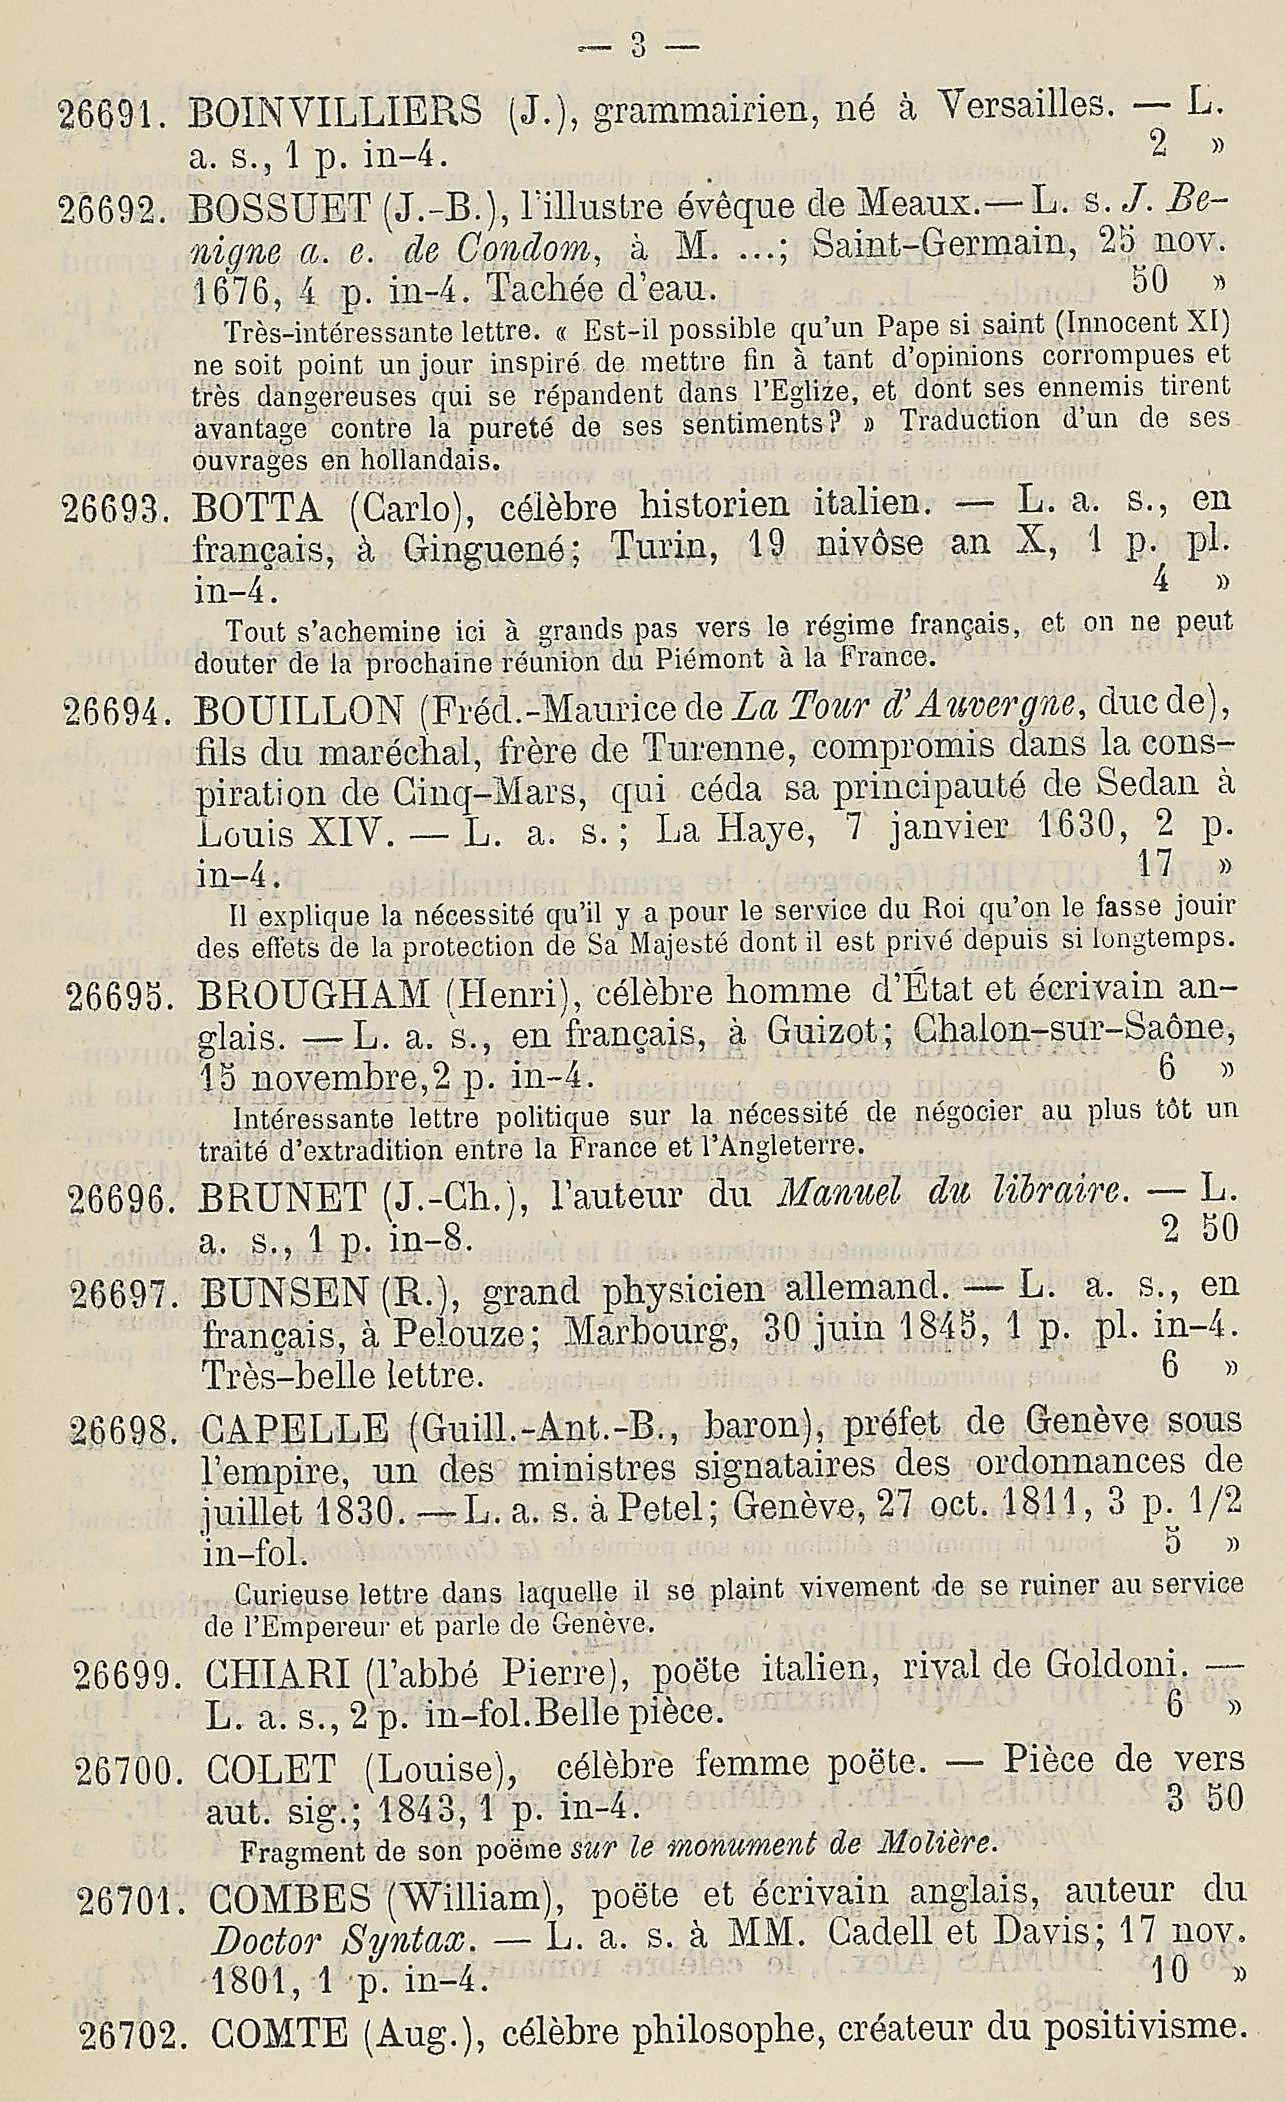 — 3 —
26691. BOINVILLIERS (J.), grammairien, né à Versailles. — L.
a. s., 1 p. in-4. 2 »
26692. BOSSUET (J.-B.), l'illustre évêque de Meaux. — L. s. J. Be-
nigne a. e. de Condom, à M. ...; Saint-Germain, 25 nov.
1676, 4 p. in-4. Tachée d'eau. 50 »
Très-intéressante lettre. « Est-il possible qu'un Pape si saint (Innocent XI)
ne soit point un jour inspiré de mettre fin à tant d'opinions corrompues et
très dangereuses qui se répandent dans l'Eglize, et dont ses ennemis tirent
avantage contre la pureté de ses sentiments? » Traduction d'un de ses
ouvrages en hollandais.
26693. BOTTA (Carlo), célèbre historien italien. — L. a. s., en
français, à Ginguené; Turin, 19 nivôse an X, 1 p. pl.
in-4. 4 »
Tout s'achemine ici à grands pas vers le régime français, et on ne peut
douter de la prochaine réunion du Piémont à la France.
26694. BOUILLON (Fréd.-Maurice de La Tour d'Auvergne, duc de),
fils du maréchal, frère de Turenne, compromis dans la cons-
piration de Cinq-Mars, qui céda sa principauté de Sedan à
Louis XIV. — L. a. s.; La Haye, 7 janvier 1630, 2 p.
in-4. 17 »
Il explique la nécessité qu'il y a pour le service du Roi qu'on le fasse jouir
des effets de la protection de Sa Majesté dont il est privé depuis si longtemps.
26695. BROUGHAM (Henri), célèbre homme d'État et écrivain an-
glais. — L. a. s., en français, à Guizot; Chalon-sur-Saône,
15 novembre, 2 p. in-4. 6 »
Intéressante lettre politique sur la nécessité de négocier au plus tôt un
traité d'extradition entre la France et l'Angleterre.
26696. BRUNET (J.-Ch.), l'auteur du Manuel du libraire. — L.
a. s., 1 p. in-8. 2 50
26697. BUNSEN (R.), grand physicien allemand. — L. a. s., en
français, à Pelouze; Marbourg, 30 juin 1845, 1 p. pl. in-4.
Très-belle lettre. 6 »
26698. CAPELLE (Guill.-Ant.-B., baron), préfet de Genève sous
l'empire, un des ministres signataires des ordonnances de
juillet 1830. — L. a. s. à Petel; Genève, 27 oct. 1811, 3 p. 1/2
in-fol. 5 »
Curieuse lettre dans laquelle il se plaint vivement de se ruiner au service
de l'Empereur et parle de Genève.
26699. CHIARI (l'abbé Pierre), poëte italien, rival de Goldoni. —
L. a. s., 2 p. in-fol. Belle pièce. 6 »
26700. COLET (Louise), célèbre femme poëte. — Pièce de vers
aut. sig.; 1843, 1 p. in-4. 3 50
Fragment de son poëme sur le monument de Molière.
26701. COMBES (William), poëte et écrivain anglais, auteur du
Doctor Syntax. — L. a. s. à MM. Cadell et Davis; 17 nov.
1801, 1 p. in-4. 10 »
26702. COMTE (Aug.), célèbre philosophe, créateur du positivisme.